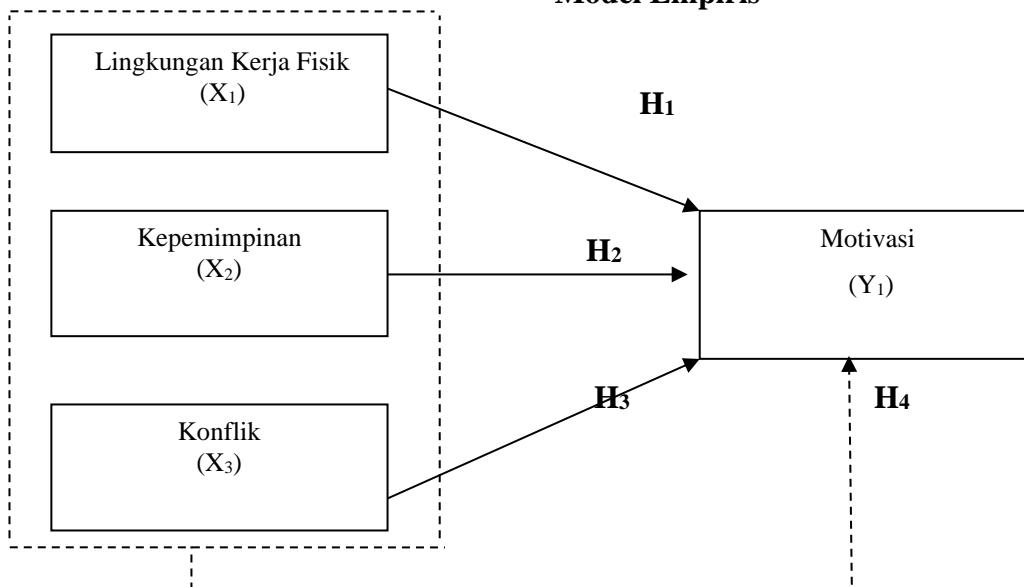 Model Empiris
Lingkungan Kerja Fisik
(X₁)
H₁
Kepemimpinan
(X₂)
H₂
Motivasi
(Y₁)
H₃
H₄
Konflik
(X₃)